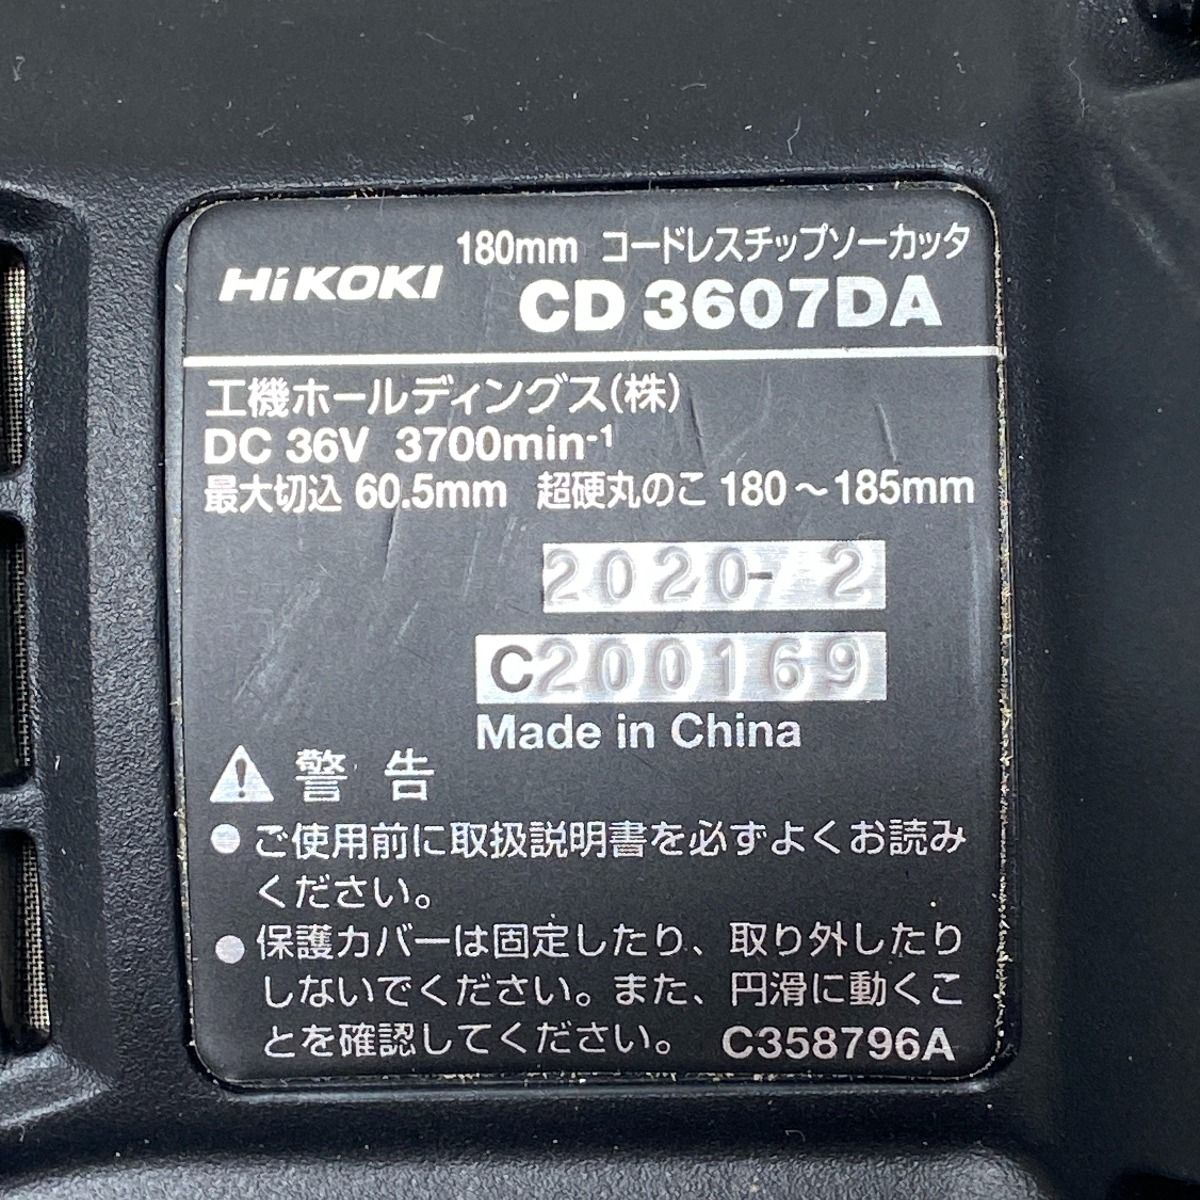 180mm コードレスチップソーカッタ
HiKOKI CD 3607DA
工機ホールディングス(株)
DC 36V 3700min-1
最大切込 60.5mm 超硬丸のこ 180～185mm
2020-2
C200169
Made in China
警告
●ご使用前に取扱説明書を必ずよくお読み
ください。
●保護カバーは固定したり、取り外したり
しないでください。また、円滑に動くこ
とを確認してください。 C358796A